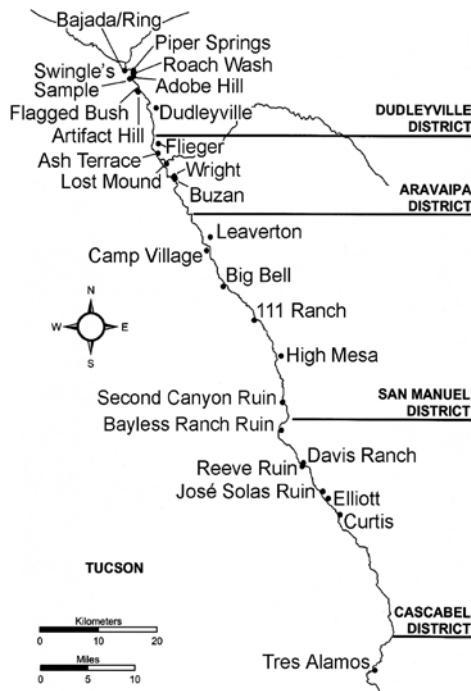 Bajada/Ring
Piper Springs
Swingle's
Sample
Roach Wash
Adobe Hill
Flagged Bush
Dudleyville
Artifact Hill
DUDLEYVILLE
DISTRICT
Flieger
Ash Terrace
Lost Mound
Wright
Buzan
ARAVAIPA
DISTRICT
Leaverton
Camp Village
Big Bell
N
W
E
S
111 Ranch
High Mesa
Second Canyon Ruin
SAN MANUEL
DISTRICT
Bayless Ranch Ruin
Davis Ranch
Reeve Ruin
José Solas Ruin
Elliott
Curtis
TUCSON
Kilometers
0 10 20
CASCABEL
DISTRICT
Miles
0 5 10
Tres Alamos